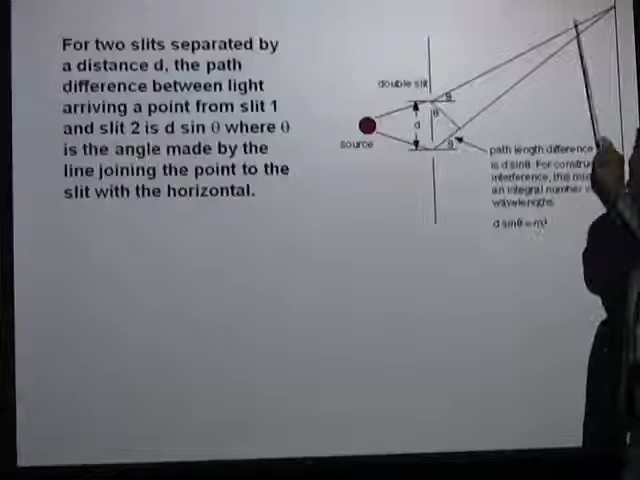 For two slits separated by
a distance d, the path
difference between light
arriving a point from slit 1
and slit 2 is d sin θ where θ
is the angle made by the
line joining the point to the
slit with the horizontal.
double slit
θ
θ
d
θ
source
path length difference
is d sinθ. For
interference, this
an integral number
wavelengths
d sinθ = mλ